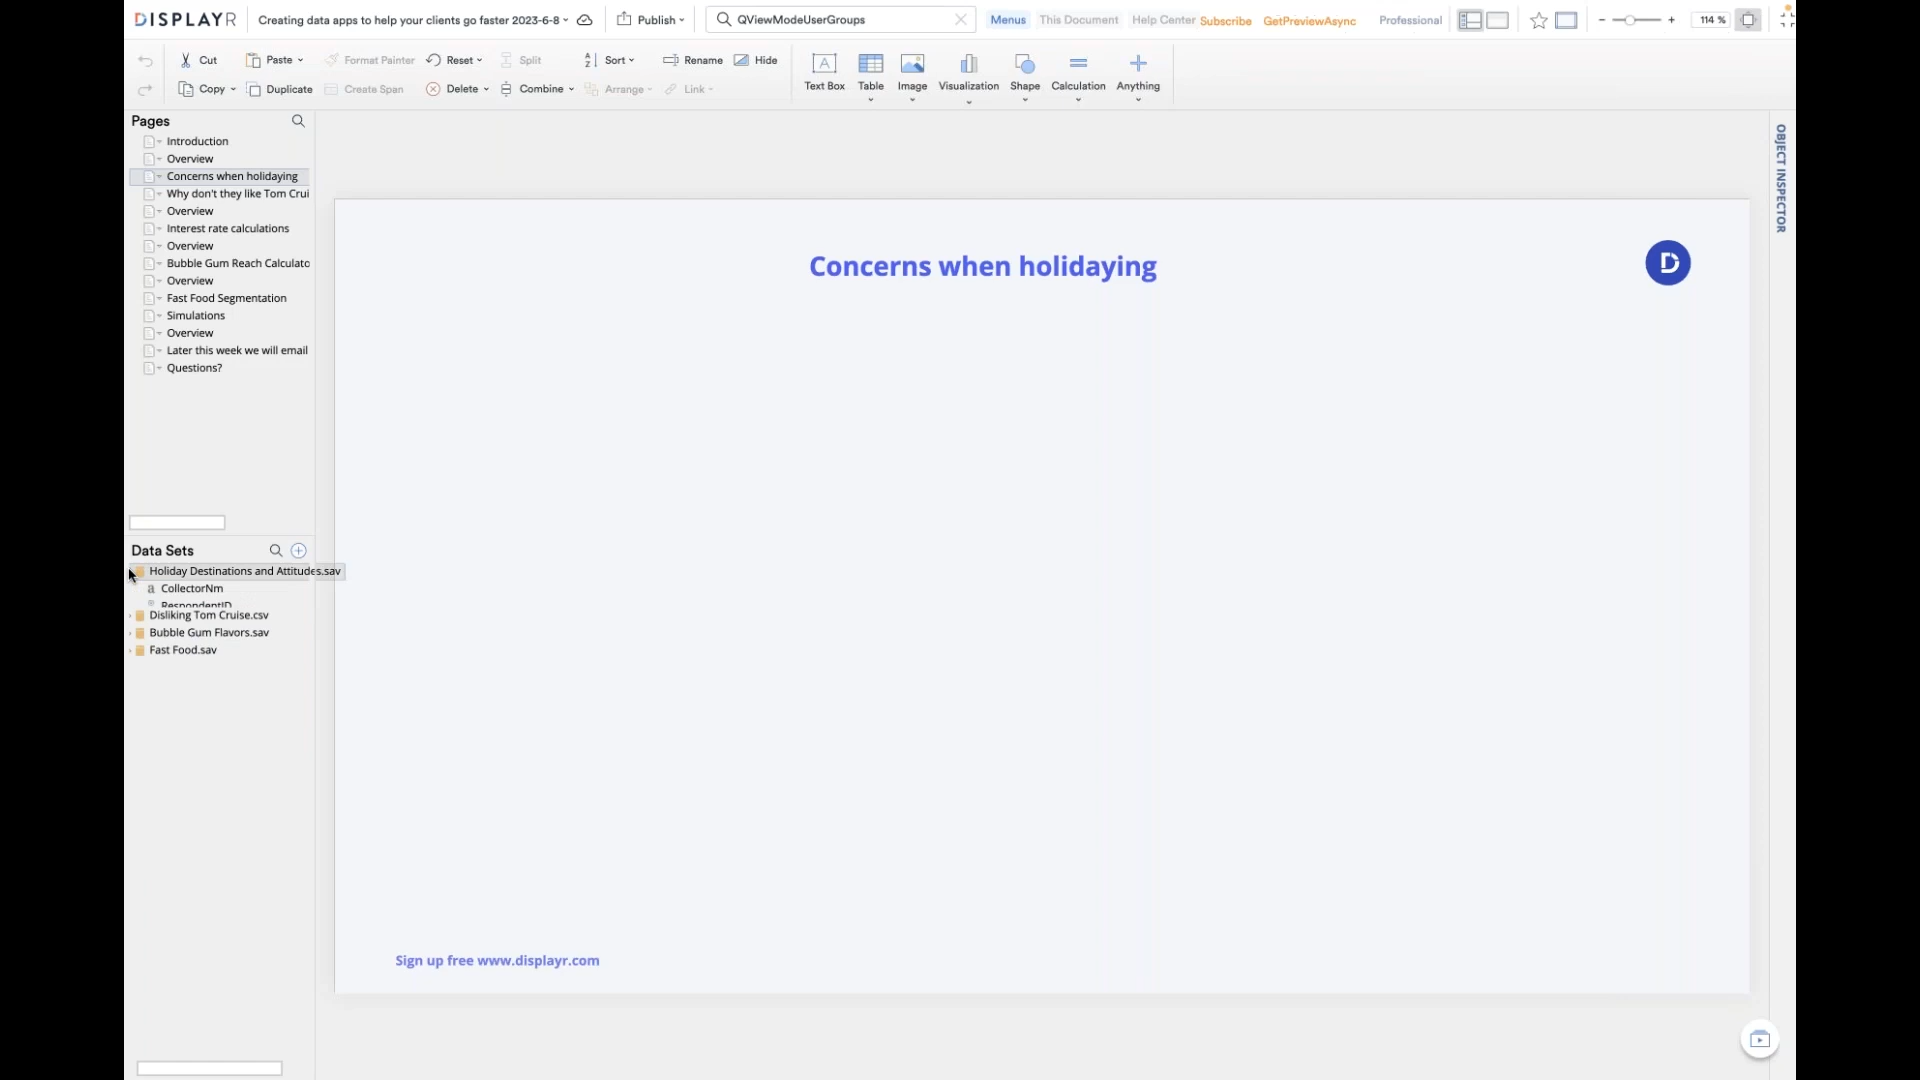 DISPLAYR
Creating data apps to help your clients go faster 2023-6-8
Publish
QViewModeUserGroups
Menus
This Document
Help Center
Subscribe
GetPreviewAsync
Professional
114 %
Cut
Paste
Format Painter
Reset
Split
Sort
Rename
Hide
Copy
Duplicate
Create Span
Delete
Combine
Arrange
Link
Text Box
Table
Image
Visualization
Shape
Calculation
Anything
Pages
Introduction
Overview
Concerns when holidaying
Why don't they like Tom Crui
Overview
Interest rate calculations
Overview
Bubble Gum Reach Calculato
Overview
Fast Food Segmentation
Simulations
Overview
Later this week we will email
Questions?
Data Sets
Holiday Destinations and Attitudes.sav
CollectorNm
RespondentID
Disliking Tom Cruise.csv
Bubble Gum Flavors.sav
Fast Food.sav
Concerns when holidaying
D
Sign up free www.displayr.com
OBJECT INSPECTOR